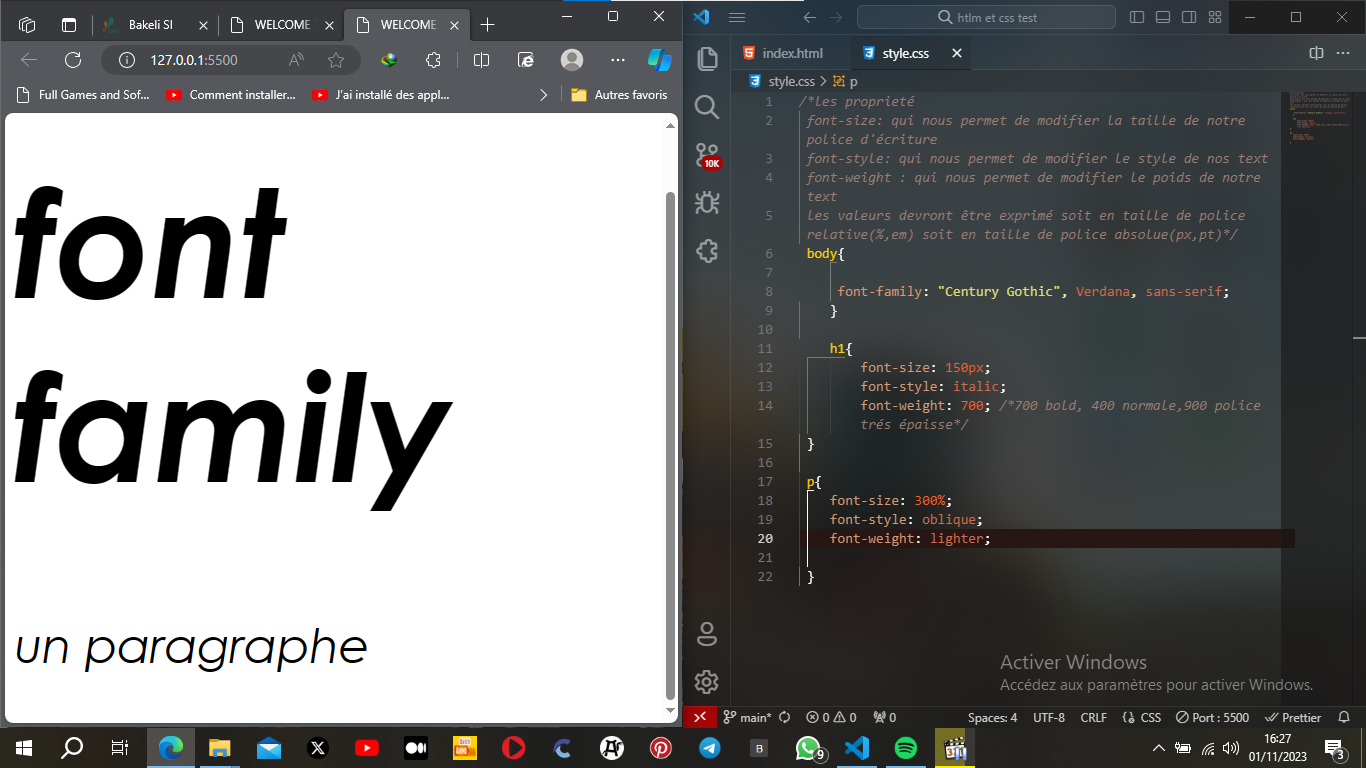 Bakeli SI
WELCOME
WELCOME
127.0.0.1:5500
Full Games and Sof...
Comment installer...
J'ai installé des appl...
Autres favoris
font
family
un paragraphe
htlm et css test
index.html
style.css
style.css > p
1 /*les proprieté
2 font-size: qui nous permet de modifier la taille de notre
police d'écriture
3 font-style: qui nous permet de modifier le style de nos text
4 font-weight : qui nous permet de modifier le poids de notre
text
5 les valeurs devront être exprimé soit en taille de police
relative(%,em) soit en taille de police absolue(px,pt)*/
6 body{
7
8 font-family: "Century Gothic", Verdana, sans-serif;
9 }
10
11 h1{
12 font-size: 150px;
13 font-style: italic;
14 font-weight: 700; /*700 bold, 400 normale,900 police
trés épaisse*/
15 }
16
17 p{
18 font-size: 300%;
19 font-style: oblique;
20 font-weight: lighter;
21
22 }
10K
Activer Windows
Accédez aux paramètres pour activer Windows.
main* 0 0 0 Spaces: 4 UTF-8 CRLF CSS Port : 5500 Prettier
9
16:27
01/11/2023
3